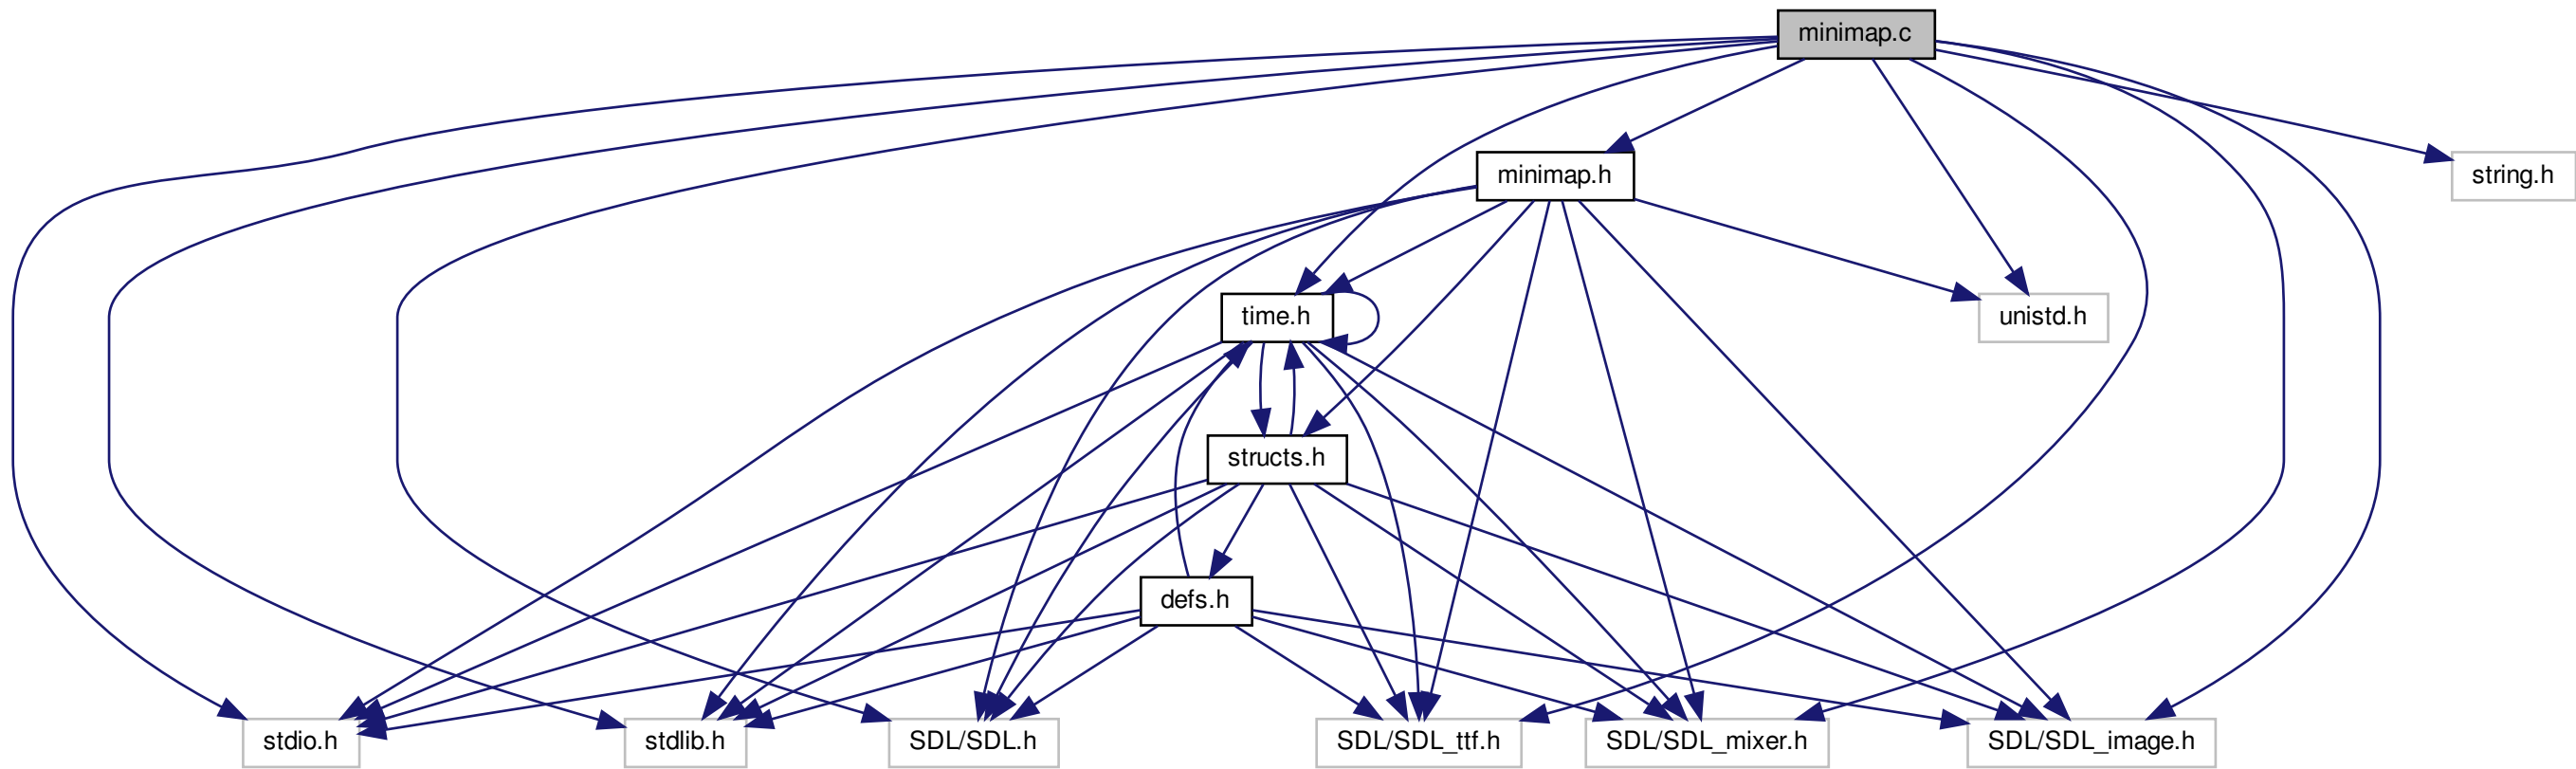 minimap.c
minimap.h
string.h
time.h
unistd.h
structs.h
defs.h
stdio.h
stdlib.h
SDL/SDL.h
SDL/SDL_ttf.h
SDL/SDL_mixer.h
SDL/SDL_image.h